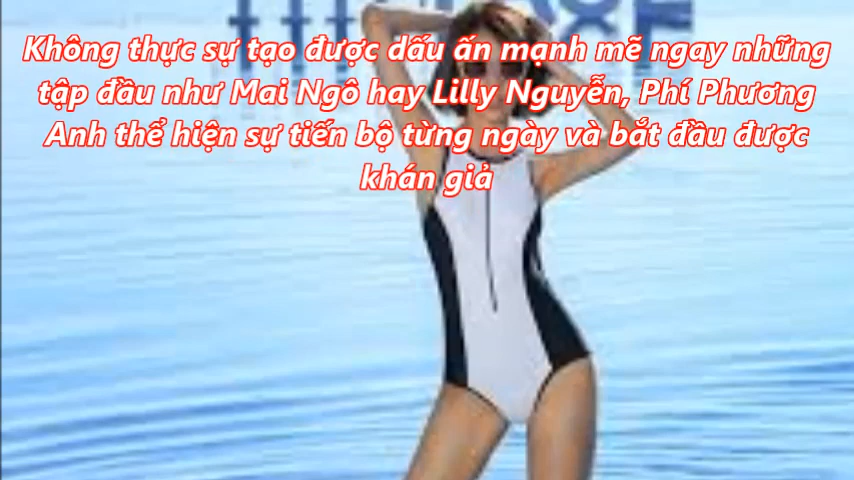 Không thực sự tạo được dấu ấn mạnh mẽ ngay những
tập đầu như Mai Ngô hay Lilly Nguyễn, Phí Phương
Anh thể hiện sự tiến bộ từng ngày và bắt đầu được
khán giả